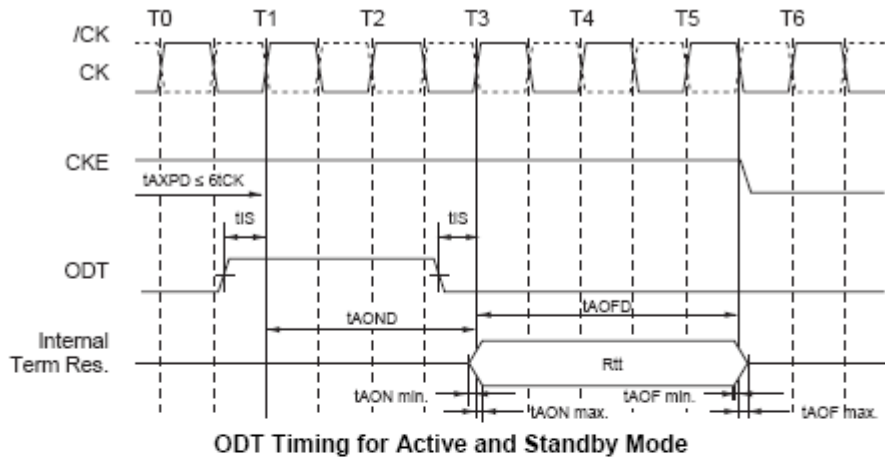 T0 T1 T2 T3 T4 T5 T6
/CK
CK
CKE
tAXPD ≤ 6tCK
tIS tIS
ODT
tAOND tAOFD
Internal
Term Res.
Rtt
tAON min. tAOF min.
tAON max. tAOF max.
ODT Timing for Active and Standby Mode